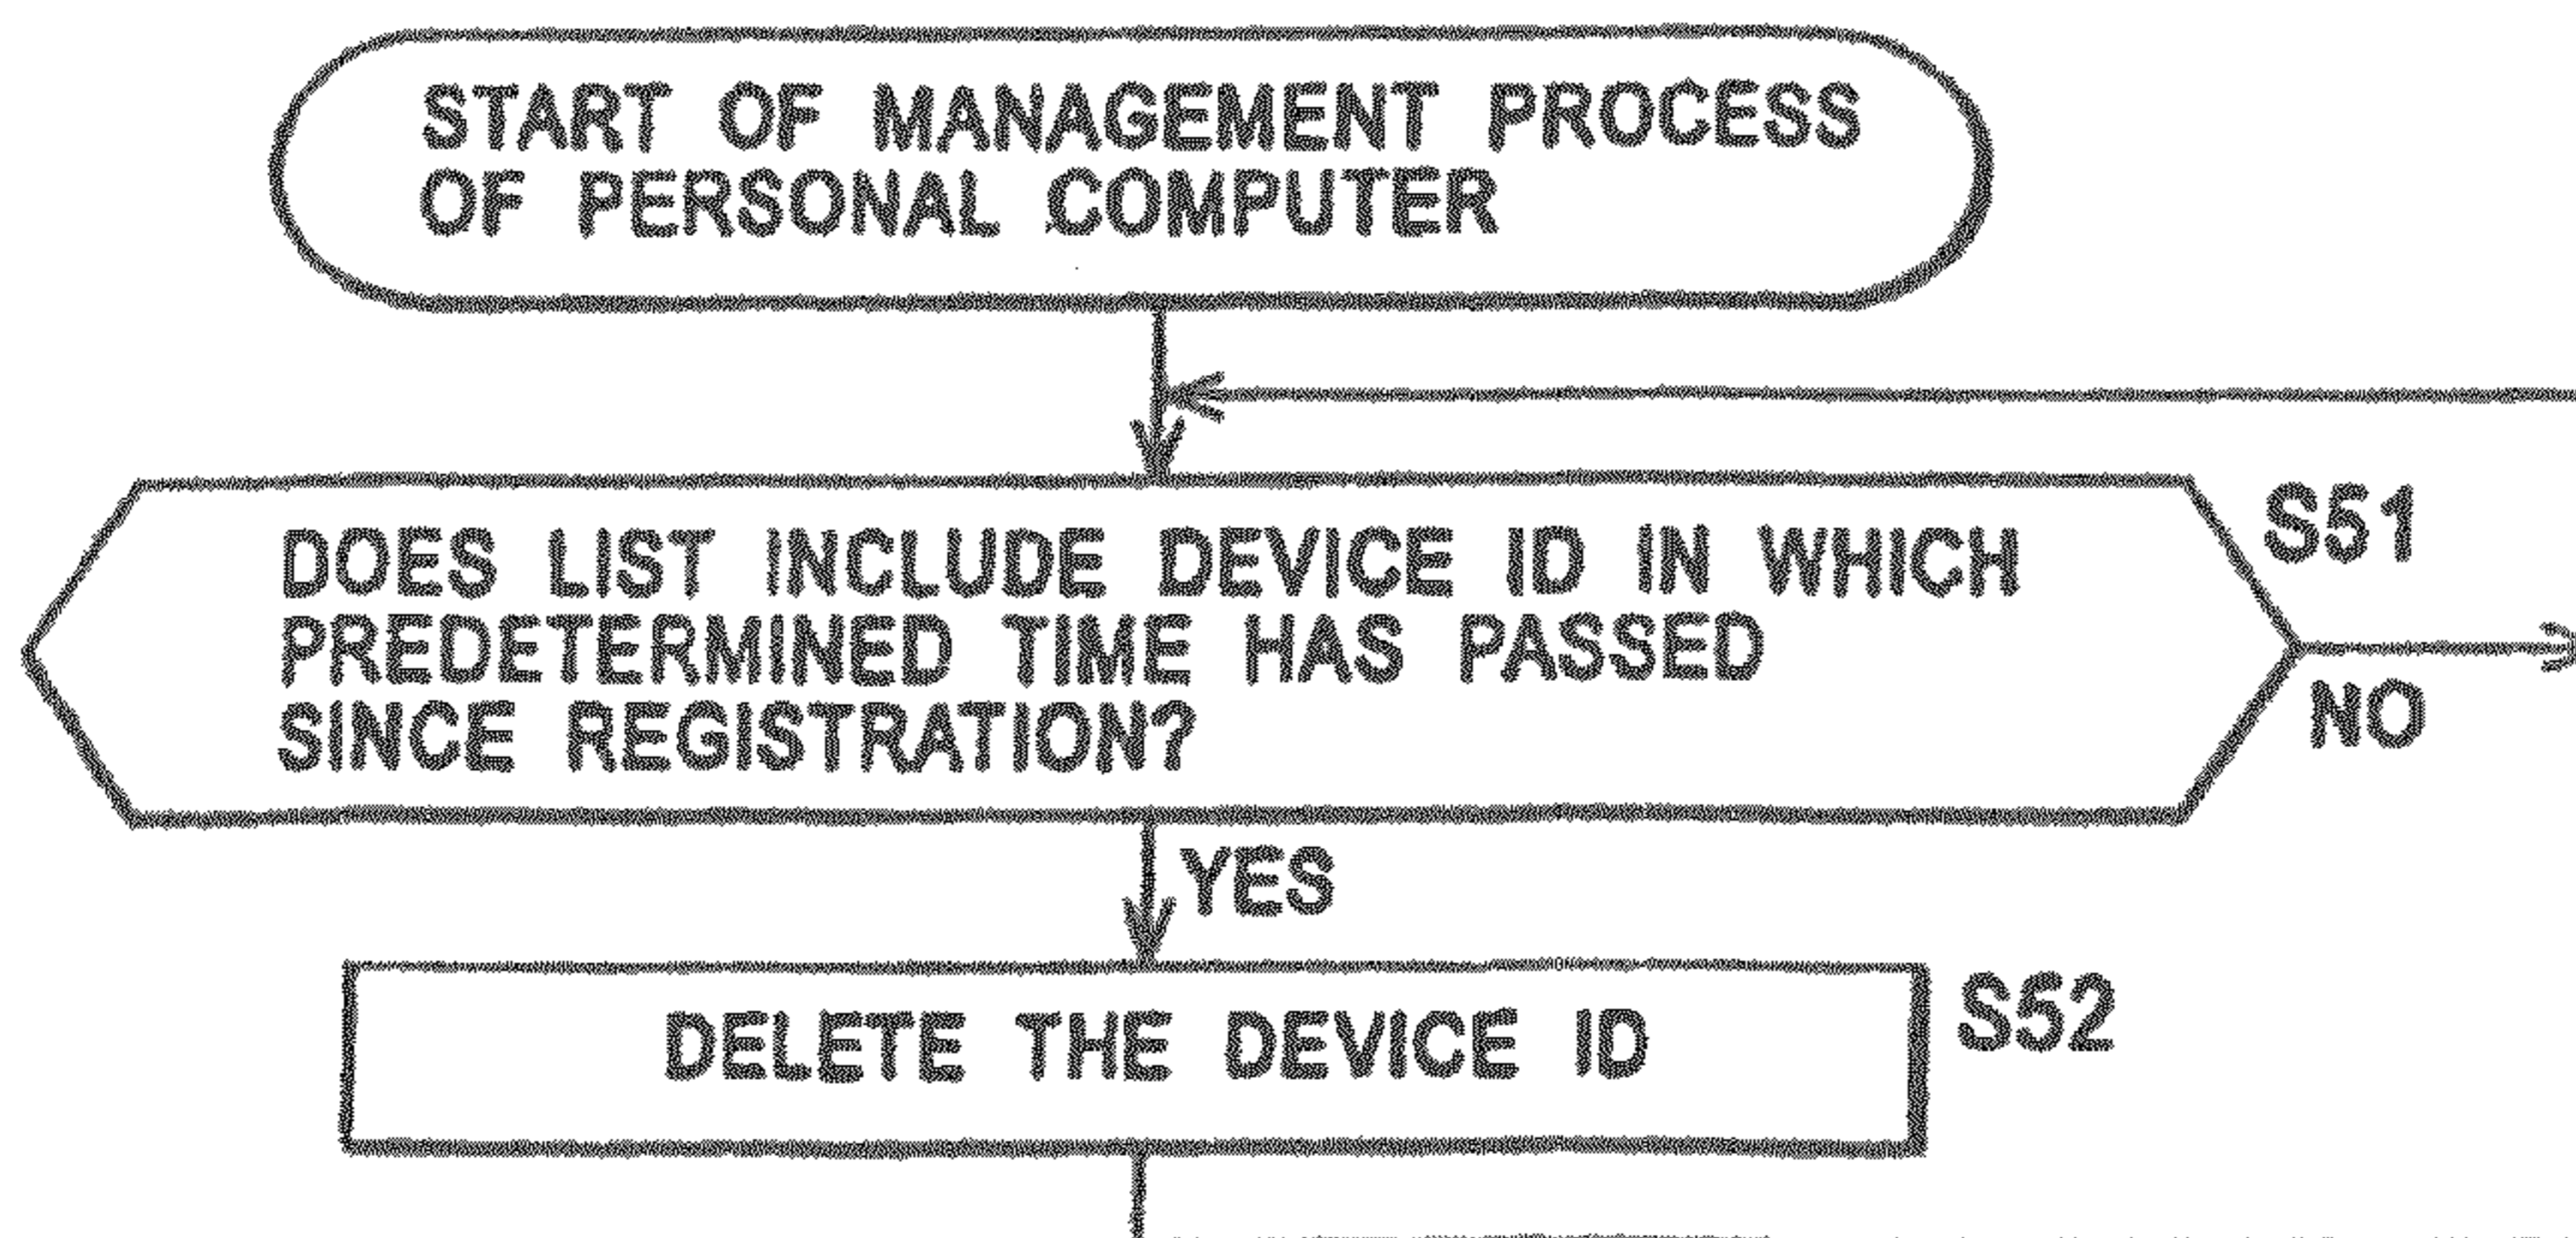 START OF MANAGEMENT PROCESS
OF PERSONAL COMPUTER
DOES LIST INCLUDE DEVICE ID IN WHICH
PREDETERMINED TIME HAS PASSED
SINCE REGISTRATION?
S51
NO
YES
DELETE THE DEVICE ID
S52